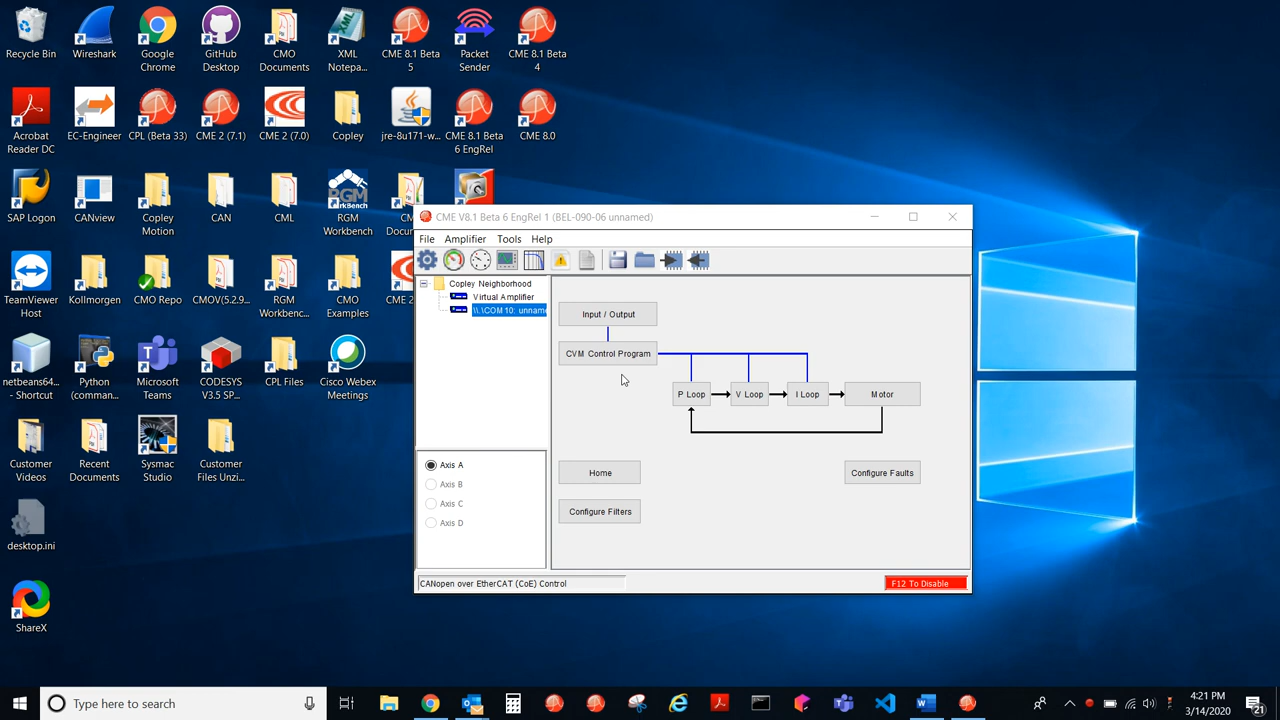 Recycle Bin
Wireshark
Google
Chrome
GitHub
Desktop
CMO
Documents
XML
Notepa...
CME 8.1 Beta
5
Packet
Sender
CME 8.1 Beta
4
Acrobat
Reader DC
EC-Engineer
CPL (Beta 33)
CME 2 (7.1)
CME 2 (7.0)
Copley
jre-8u171-w...
CME 8.1 Beta
6 EngRel
CME 8.0
SAP Logon
CANview
Copley
Motion
CAN
CML
RGM
Workbench
TeamViewer
Host
Kollmorgen
CMO Repo
CMOV(5.2.9...
RGM
Workbenc...
CMO
Examples
CME 2
netbeans64...
- Shortcut
Python
(comman...
Microsoft
Teams
CODESYS
V3.5 SP...
CPL Files
Cisco Webex
Meetings
Customer
Videos
Recent
Documents
Sysmac
Studio
Customer
Files Unzi...
desktop.ini
ShareX
CME V8.1 Beta 6 EngRel 1 (BEL-090-06 unnamed)
File Amplifier Tools Help
Copley Neighborhood
Virtual Amplifier
\\.\COM10: unname
Axis A
Axis B
Axis C
Axis D
Input / Output
CVM Control Program
P Loop
V Loop
I Loop
Motor
Home
Configure Faults
Configure Filters
CANopen over EtherCAT (CoE) Control
F12 To Disable
Type here to search
4:21 PM
3/14/2020
21